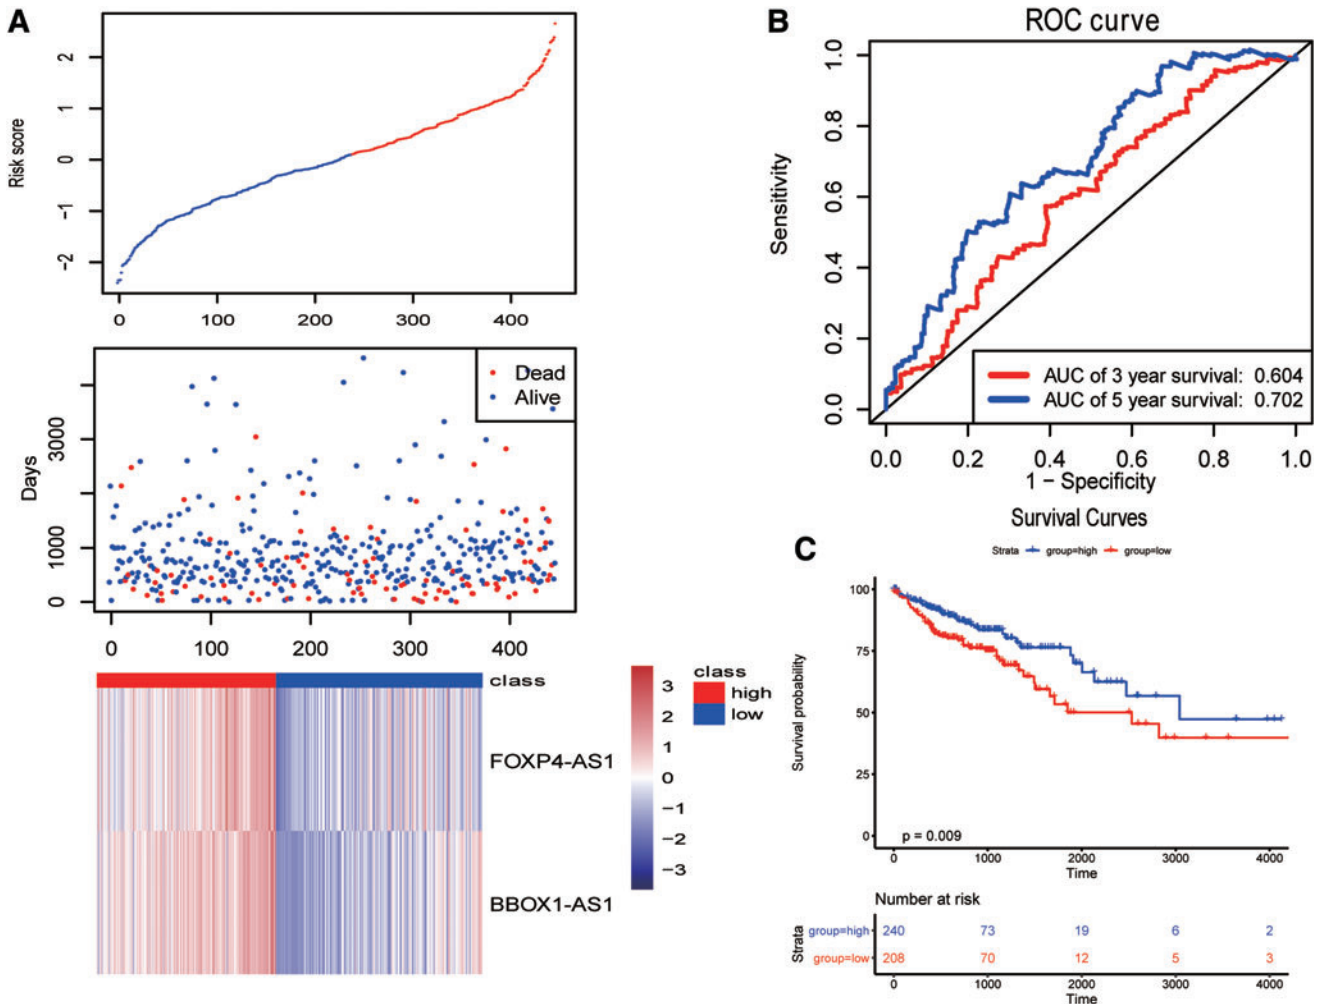 A
Risk score
2
1
0
−1
−2
0 100 200 300 400
Dead
Alive
Days
3000
1000
0
0 100 200 300 400
class
FOXP4-AS1
BBOX1-AS1
3
2
1
0
−1
−2
−3
class
high
low
B
ROC curve
Sensitivity
1.0
0.8
0.6
0.4
0.2
0.0
AUC of 3 year survival: 0.604
AUC of 5 year survival: 0.702
0.0 0.2 0.4 0.6 0.8 1.0
1 − Specificity
C
Survival Curves
Strata group=high group=low
Survival probability
100
75
50
25
0
p = 0.009
0 1000 2000 3000 4000
Time
Number at risk
Strata
group=high 240 73 19 6 2
group=low 208 70 12 5 3
0 1000 2000 3000 4000
Time